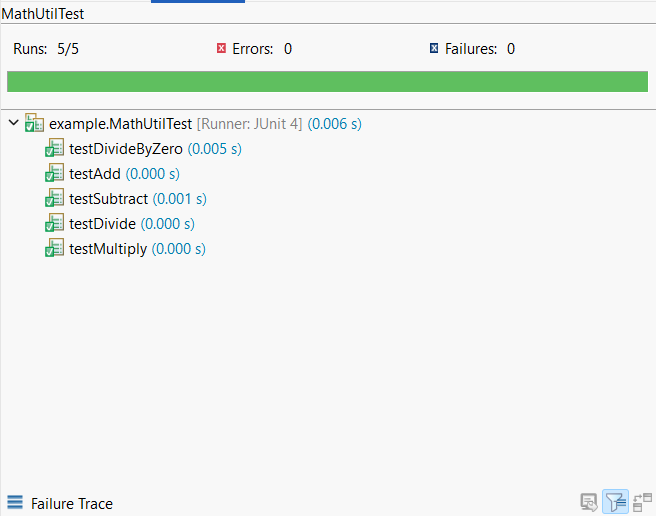 MathUtilTest
Runs: 5/5 Errors: 0 Failures: 0
example.MathUtilTest [Runner: JUnit 4] (0.006 s)
testDivideByZero (0.005 s)
testAdd (0.000 s)
testSubtract (0.001 s)
testDivide (0.000 s)
testMultiply (0.000 s)
Failure Trace